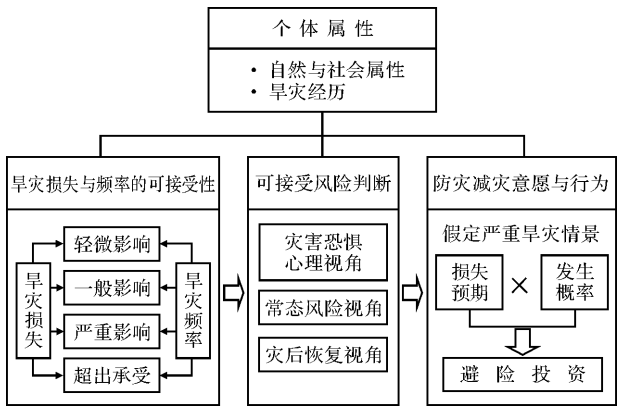 个体属性
· 自然与社会属性
· 旱灾经历
旱灾损失与频率的可接受性
旱灾损失
轻微影响
一般影响
严重影响
超出承受
旱灾频率
可接受风险判断
灾害恐惧
心理视角
常态风险视角
灾后恢复视角
防灾减灾意愿与行为
假定严重旱灾情景
损失
预期
×
发生
概率
避险投资